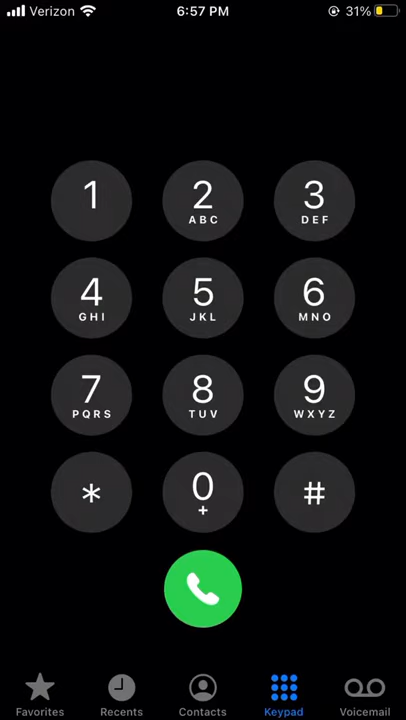 Verizon 6:57 PM 31%
1 2 3
ABC DEF
4 5 6
GHI JKL MNO
7 8 9
PQRS TUV WXYZ
* 0 #
+
Favorites Recents Contacts Keypad Voicemail